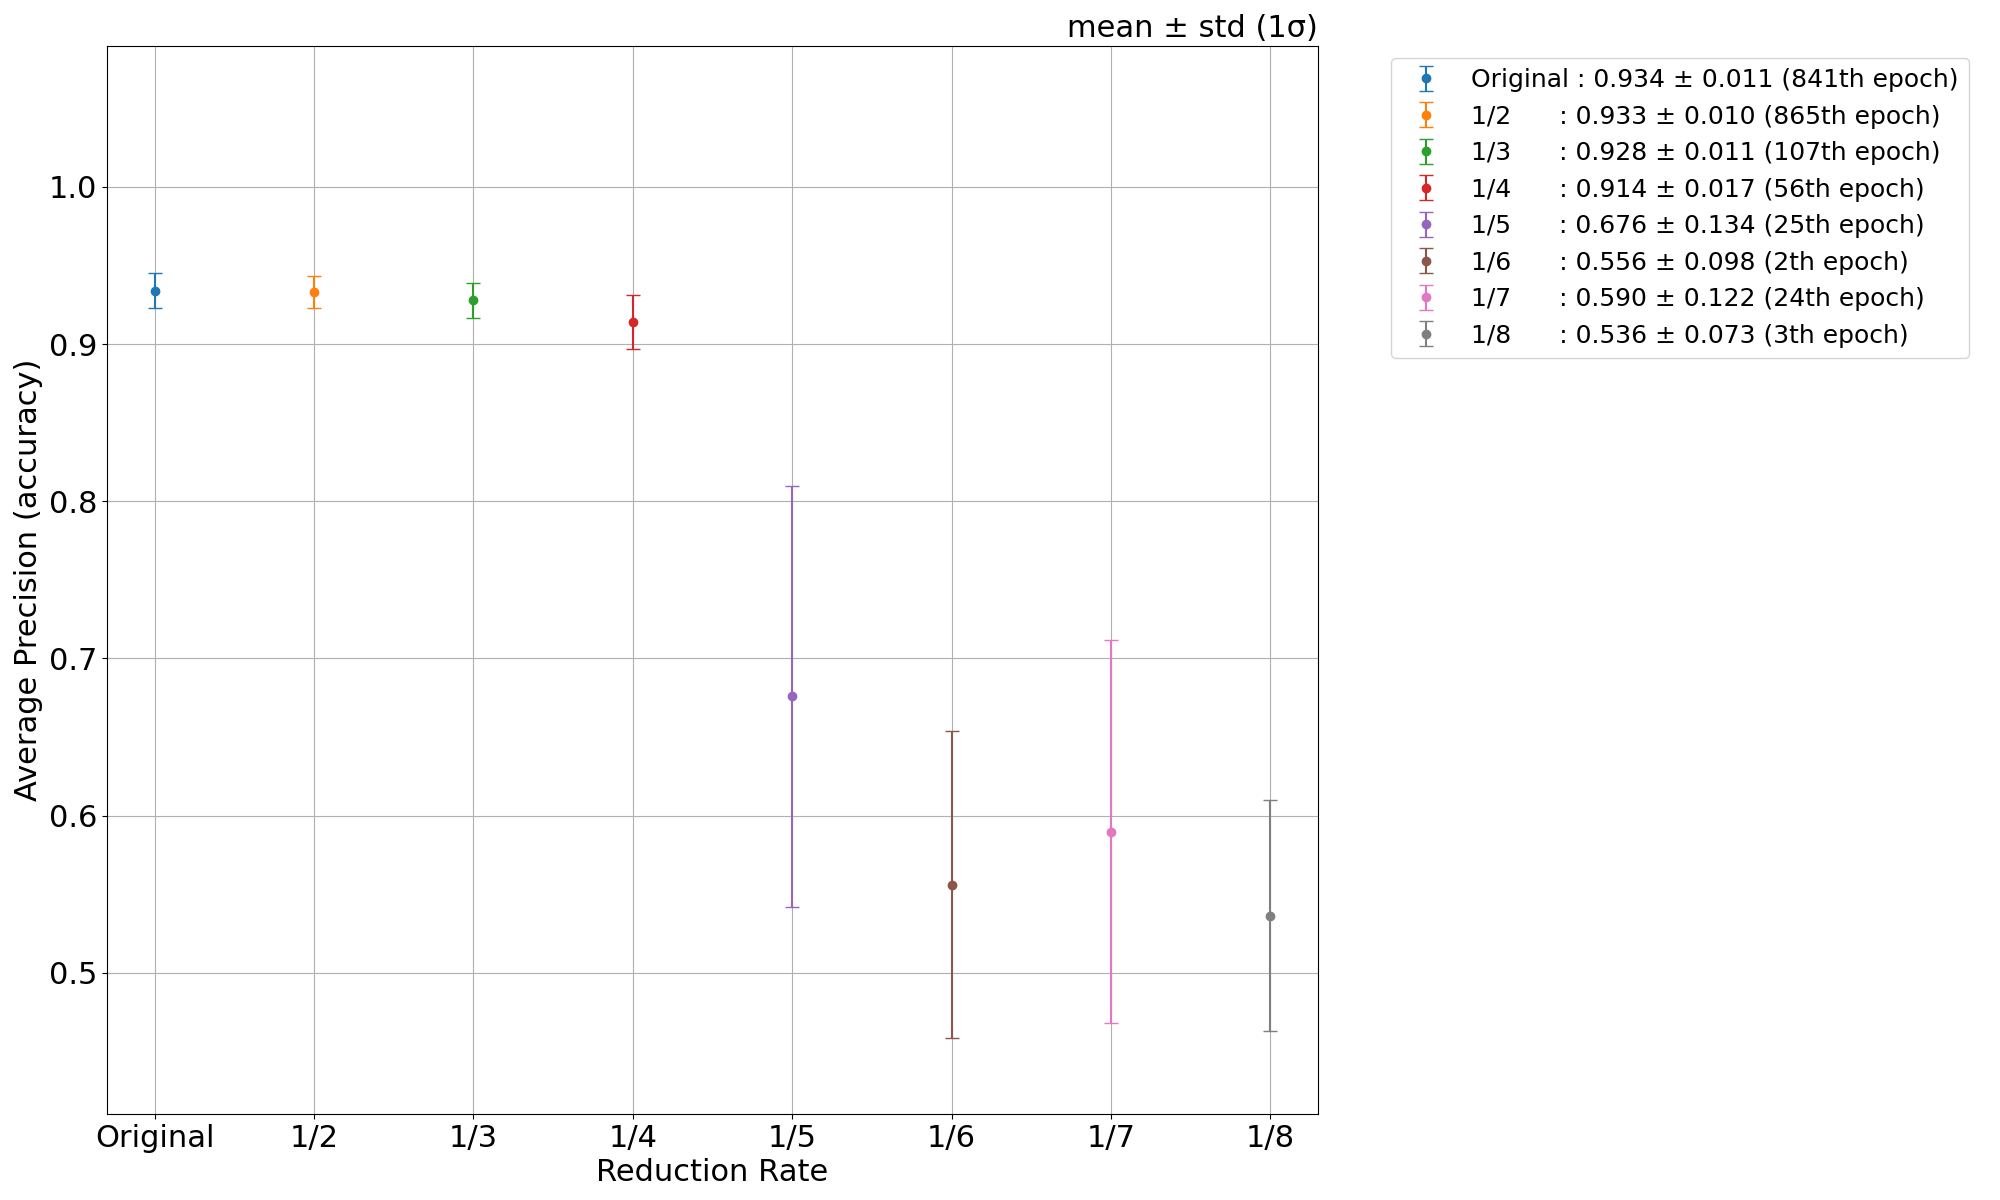 mean ± std (1σ)
Original : 0.934 ± 0.011 (841th epoch)
1/2 : 0.933 ± 0.010 (865th epoch)
1/3 : 0.928 ± 0.011 (107th epoch)
1/4 : 0.914 ± 0.017 (56th epoch)
1/5 : 0.676 ± 0.134 (25th epoch)
1/6 : 0.556 ± 0.098 (2th epoch)
1/7 : 0.590 ± 0.122 (24th epoch)
1/8 : 0.536 ± 0.073 (3th epoch)
Average Precision (accuracy)
1.0
0.9
0.8
0.7
0.6
0.5
Original 1/2 1/3 1/4 1/5 1/6 1/7 1/8
Reduction Rate